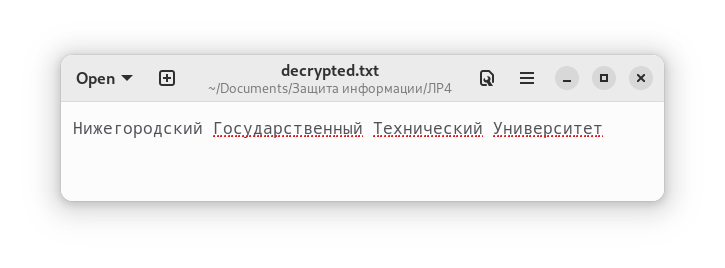 Open
decrypted.txt
~/Documents/Защита информации/ЛР4
Нижегородский Государственный Технический Университет